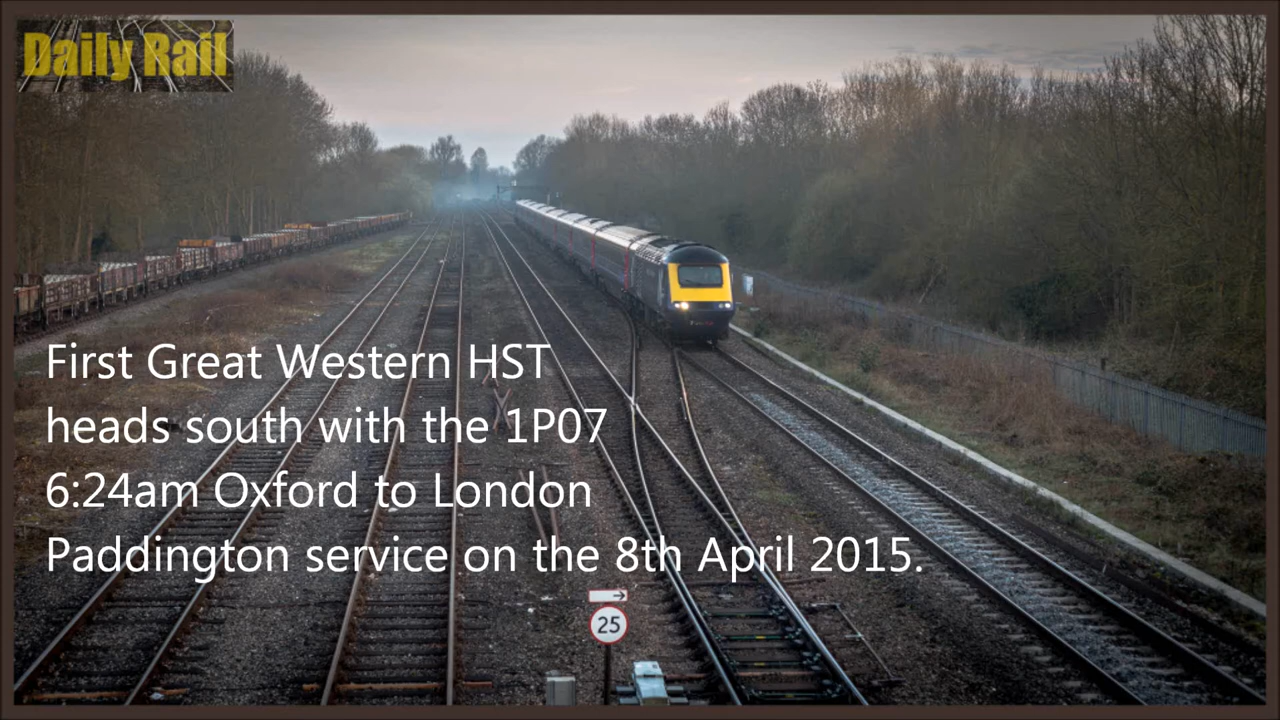 Daily Rail
First Great Western HST
heads south with the 1P07
6:24am Oxford to London
Paddington service on the 8th April 2015.
25